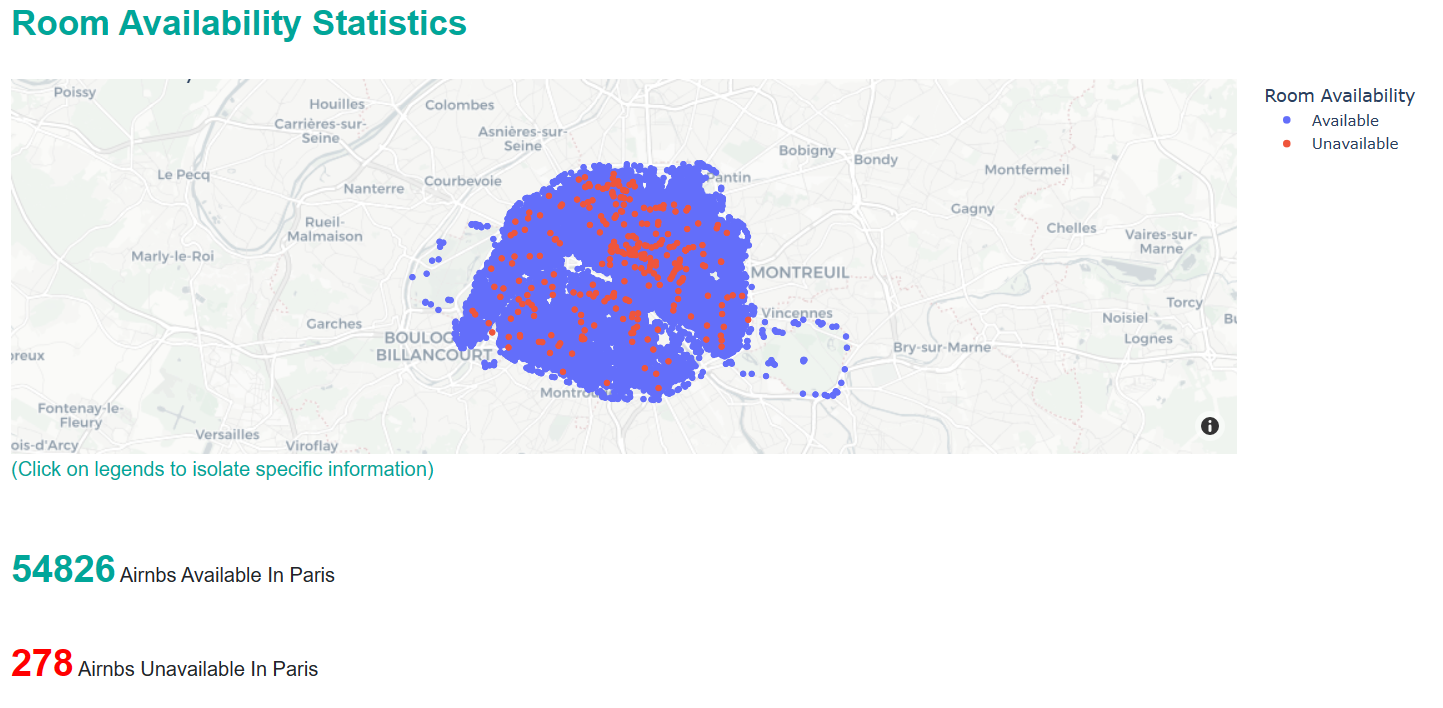 Room Availability Statistics
Poissy
Houilles
Colombes
Carrières-sur-
Seine
Asnières-sur-
Seine
Bobigny
Bondy
Le Pecq
Nanterre
Courbevoie
Pantin
Montfermeil
Rueil-
Malmaison
Gagny
Chelles
Vaires-sur-
Marne
Marly-le-Roi
MONTREUIL
Torcy
Garches
Vincennes
Noisiel
BOULOG
BILLANCOURT
Lognes
Bry-sur-Marne
Montrou
Fontenay-le-
Fleury
Versailles
Viroflay
ois-d'Arcy
reux
Bu
Room Availability
Available
Unavailable
(Click on legends to isolate specific information)
54826 Airnbs Available In Paris
278 Airnbs Unavailable In Paris